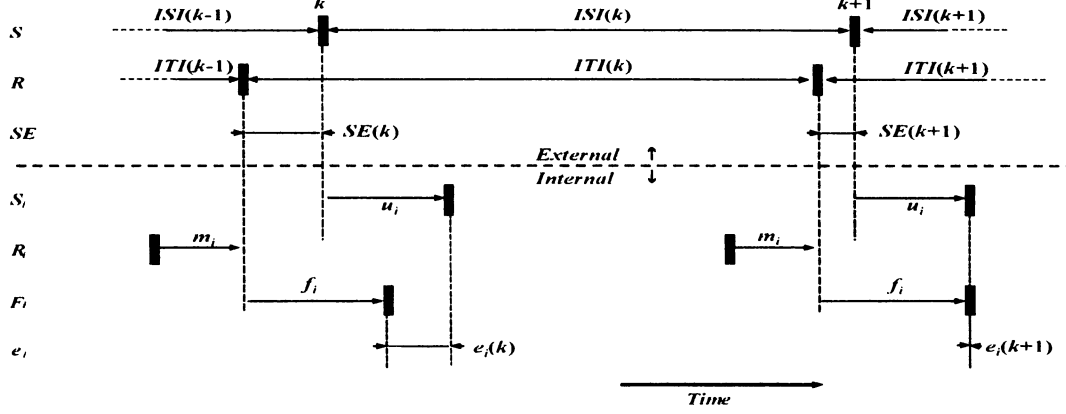 k k+1
S ISI(k-1) ISI(k) ISI(k+1)
R ITI(k-1) ITI(k) ITI(k+1)
SE SE(k) SE(k+1)
External ↑
Internal ↓
Si ui ui
Ri mi mi
Fi fi fi
ei ei(k) ei(k+1)
Time